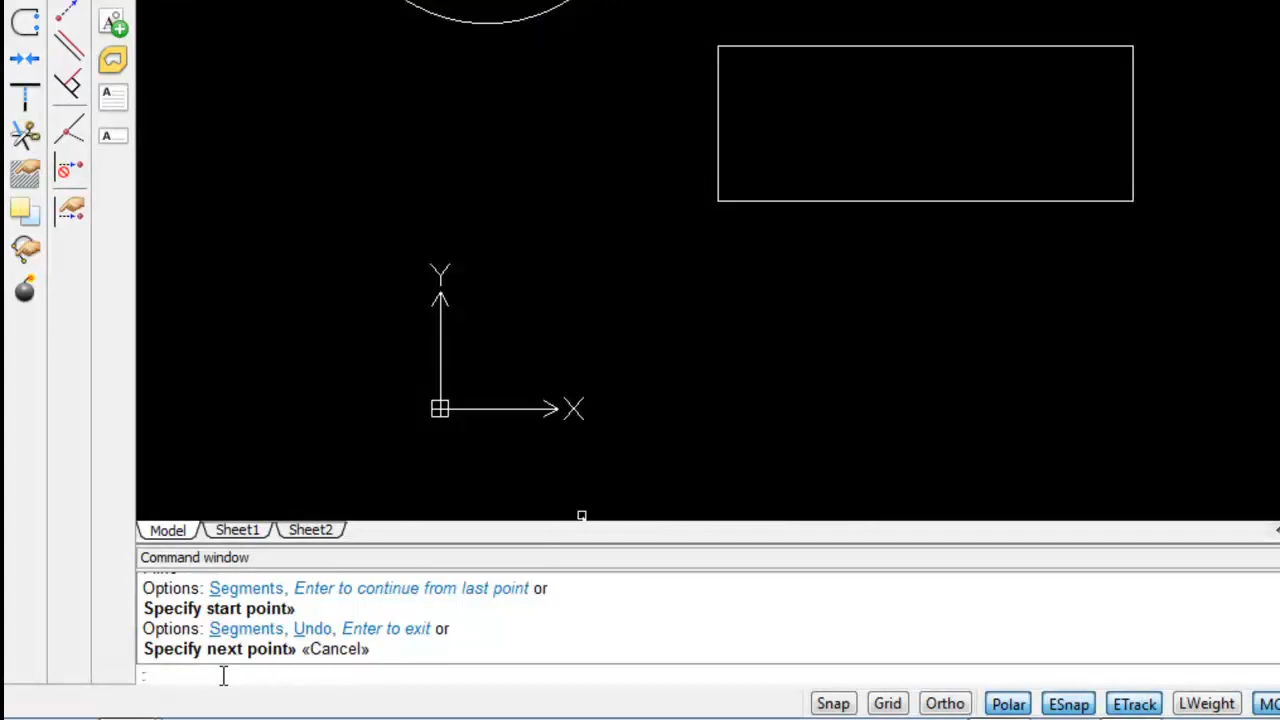 A
A
A
Y
X
Model
Sheet1
Sheet2
Command window
Options: Segments, Enter to continue from last point or
Specify start point»
Options: Segments, Undo, Enter to exit or
Specify next point» «Cancel»
:
Snap
Grid
Ortho
Polar
ESnap
ETrack
LWeight